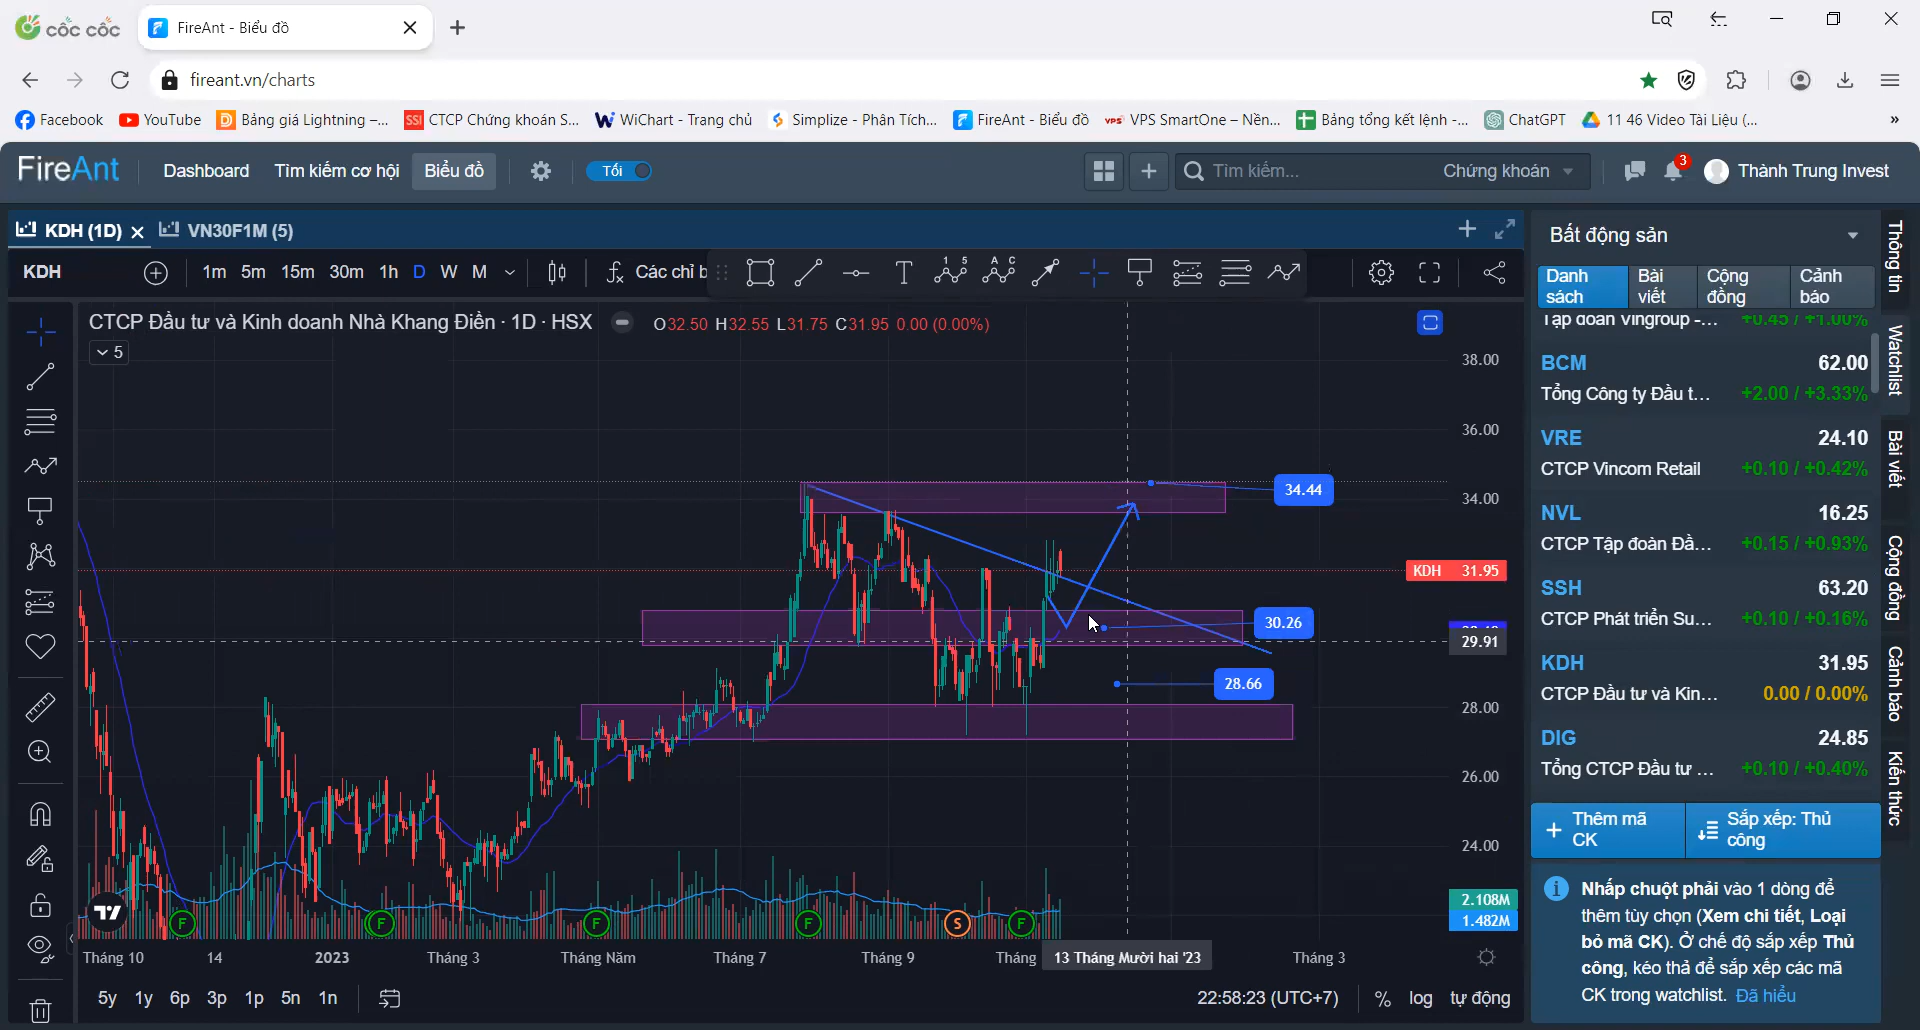 cốc cốc
FireAnt - Biểu đồ
fireant.vn/charts
Facebook
YouTube
Bảng giá Lightning –...
SSI
CTCP Chứng khoán S...
WiChart - Trang chủ
Simplize - Phân Tích...
FireAnt - Biểu đồ
VPS
VPS SmartOne – Nền...
Bảng tổng kết lệnh -...
ChatGPT
11 46 Video Tài Liệu (...
»
FireAnt
Dashboard
Tìm kiếm cơ hội
Biểu đồ
Tối
Tìm kiếm...
Chứng khoán
3
Thành Trung Invest
KDH (1D)
VN30F1M (5)
KDH
1m 5m 15m 30m 1h D W M
Các chỉ b
CTCP Đầu tư và Kinh doanh Nhà Khang Điền · 1D · HSX
O32.50 H32.55 L31.75 C31.95 0.00 (0.00%)
5
38.00
36.00
34.44
34.00
KDH 31.95
30.26
29.91
28.66
28.00
26.00
24.00
2.108M
1.482M
F
F
F
F
S
F
Tháng 10
14
2023
Tháng 3
Tháng Năm
Tháng 7
Tháng 9
Tháng
13 Tháng Mười hai '23
Tháng 3
5y 1y 6p 3p 1p 5n 1n
22:58:23 (UTC+7)
% log tự động
Bất động sản
Danh sách
Bài viết
Cộng đồng
Cảnh báo
Tập đoàn Vingroup -... +0.45 / +1.00%
BCM 62.00
Tổng Công ty Đầu t... +2.00 / +3.33%
VRE 24.10
CTCP Vincom Retail +0.10 / +0.42%
NVL 16.25
CTCP Tập đoàn Đầ... +0.15 / +0.93%
SSH 63.20
CTCP Phát triển Su... +0.10 / +0.16%
KDH 31.95
CTCP Đầu tư và Kin... 0.00 / 0.00%
DIG 24.85
Tổng CTCP Đầu tư ... +0.10 / +0.40%
Thêm mã CK
Sắp xếp: Thủ công
Nhấp chuột phải vào 1 dòng để
thêm tùy chọn (Xem chi tiết, Loại
bỏ mã CK). Ở chế độ sắp xếp Thủ
công, kéo thả để sắp xếp các mã
CK trong watchlist. Đã hiểu
Thông tin
Watchlist
Bài viết
Cộng đồng
Cảnh báo
Kiến thức